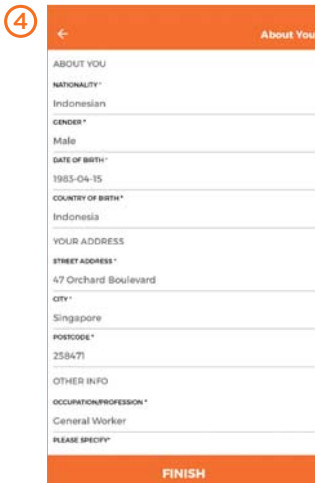 4
About You
ABOUT YOU
NATIONALITY *
Indonesian
GENDER *
Male
DATE OF BIRTH *
1983-04-15
COUNTRY OF BIRTH *
Indonesia
YOUR ADDRESS
STREET ADDRESS *
47 Orchard Boulevard
CITY *
Singapore
POSTCODE *
258471
OTHER INFO
OCCUPATION/PROFESSION *
General Worker
PLEASE SPECIFY*
FINISH